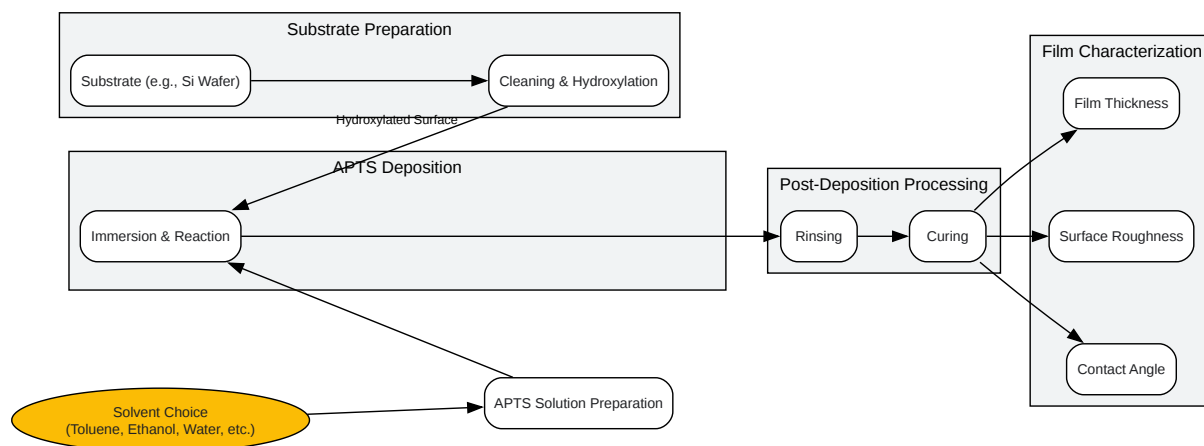 Substrate Preparation
Substrate (e.g., Si Wafer)
Cleaning & Hydroxylation
Hydroxylated Surface
APTS Deposition
Immersion & Reaction
Post-Deposition Processing
Rinsing
Curing
Film Characterization
Film Thickness
Surface Roughness
Contact Angle
APTS Solution Preparation
Solvent Choice
(Toluene, Ethanol, Water, etc.)